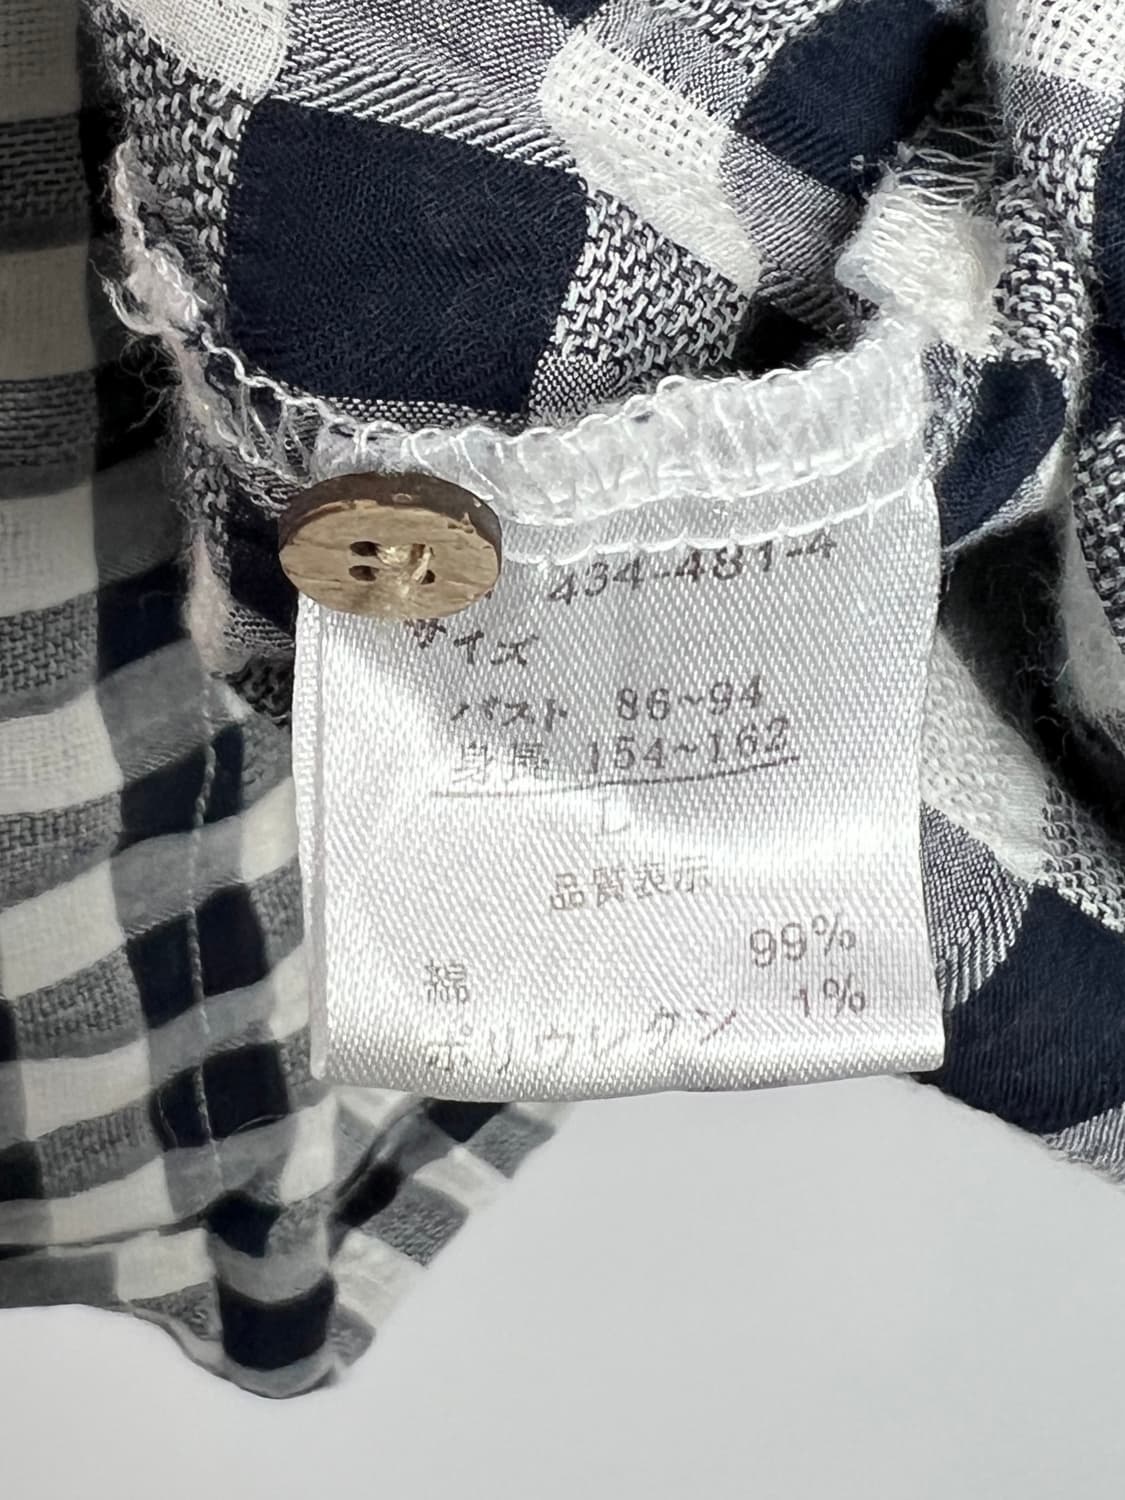 434-481-4
サイズ
バスト 86~94
身長 154~162
L
品質表示
綿 99%
ポリウレタン 1%